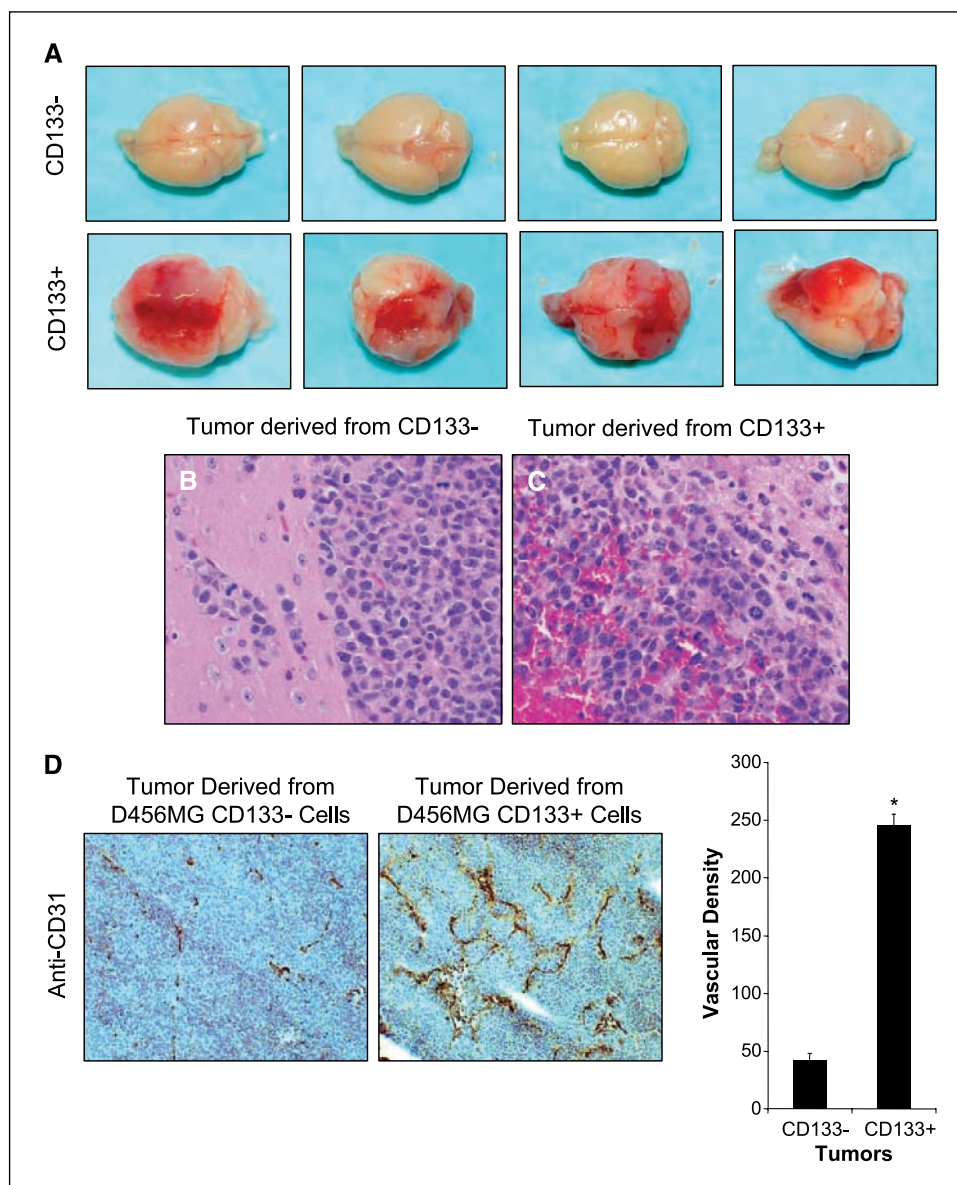 A
CD133-
CD133+
Tumor derived from CD133-
Tumor derived from CD133+
B
C
D
Tumor Derived from
D456MG CD133- Cells
Tumor Derived from
D456MG CD133+ Cells
Anti-CD31
300
250
200
150
100
50
0
Vascular Density
*
CD133- CD133+
Tumors